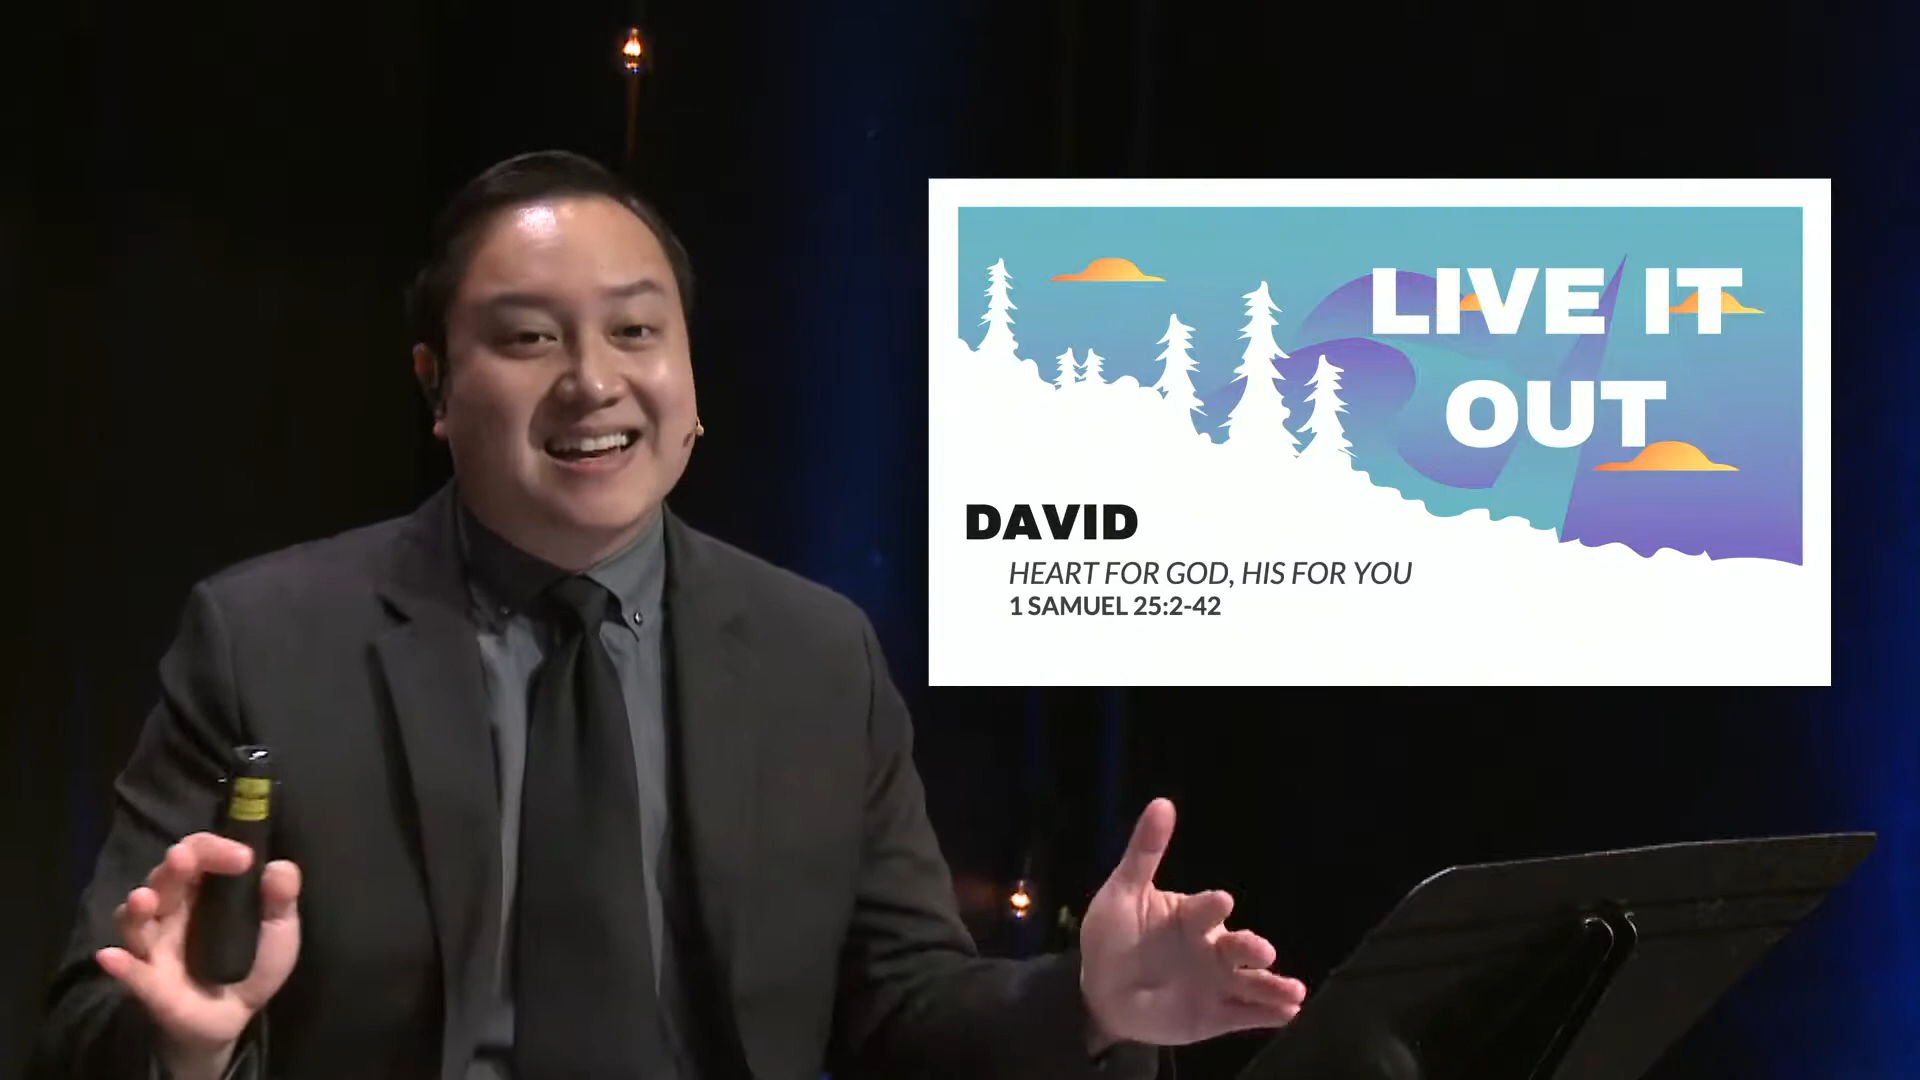 LIVE IT
OUT
DAVID
HEART FOR GOD, HIS FOR YOU
1 SAMUEL 25:2-42